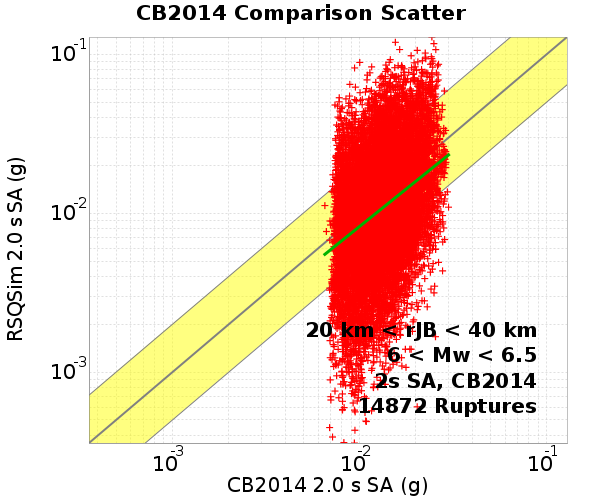 CB2014 Comparison Scatter
RSQSim 2.0 s SA (g)
10-1
10-2
10-3
20 km < rJB < 40 km
6 < Mw < 6.5
2s SA, CB2014
14872 Ruptures
10-3 10-2 10-1
CB2014 2.0 s SA (g)